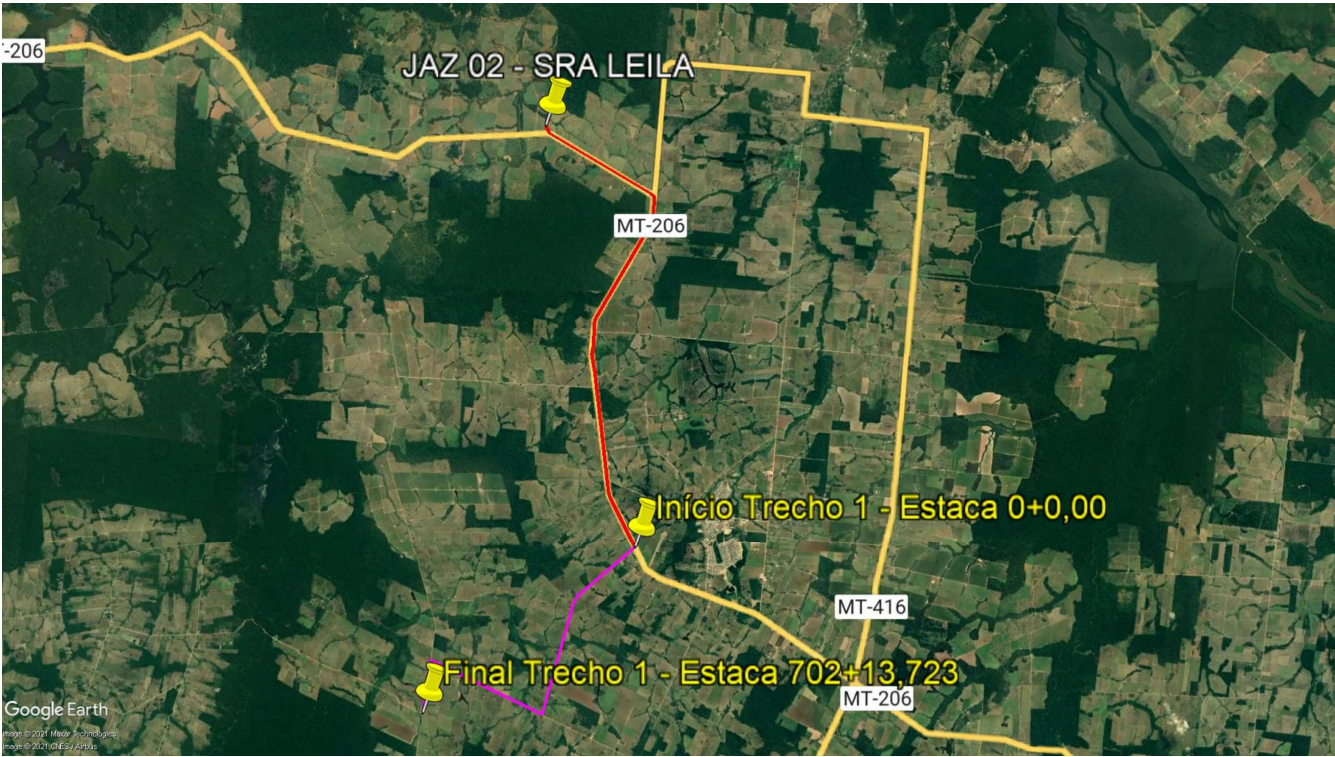 -206
JAZ 02 - SRA LEILA
MT-206
Início Trecho 1 - Estaca 0+0,00
MT-416
Final Trecho 1 - Estaca 702+13,723
MT-206
Google Earth
Image © 2021 Maxar Technologies
Image © 2021 CNES / Airbus